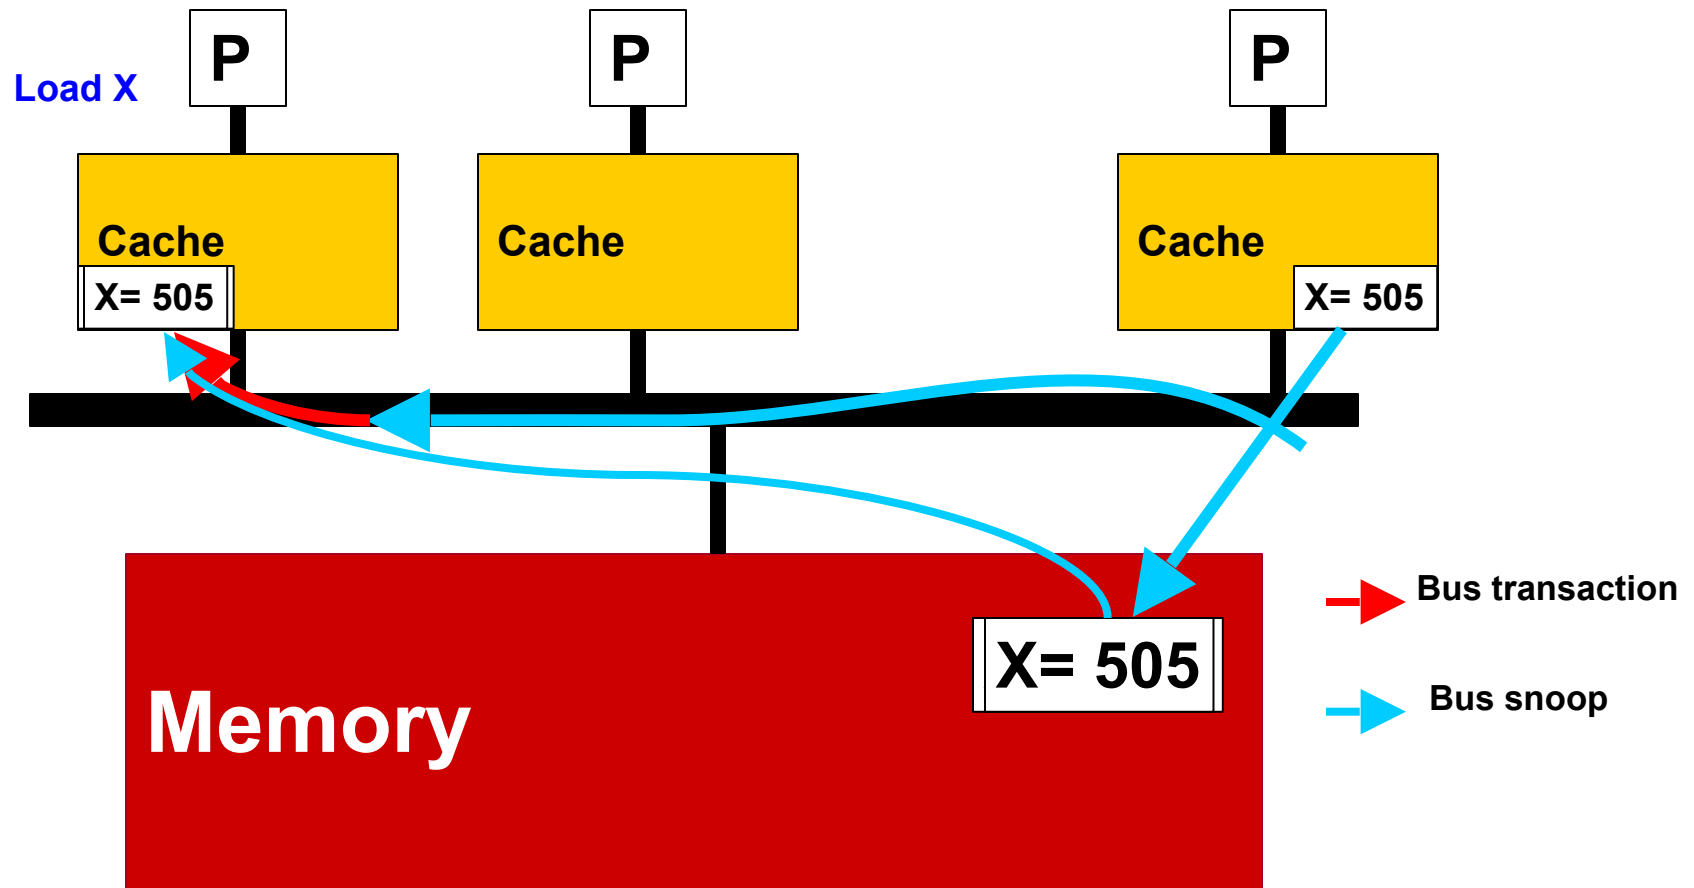 P
P
P
Load X
Cache
Cache
Cache
X= 505
X= 505
Bus transaction
X= 505
Bus snoop
Memory